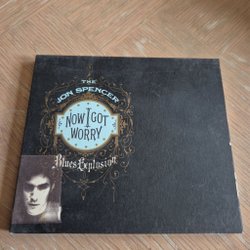 THE
JON SPENCER
NOW I GOT
WORRY
Blues Explosion